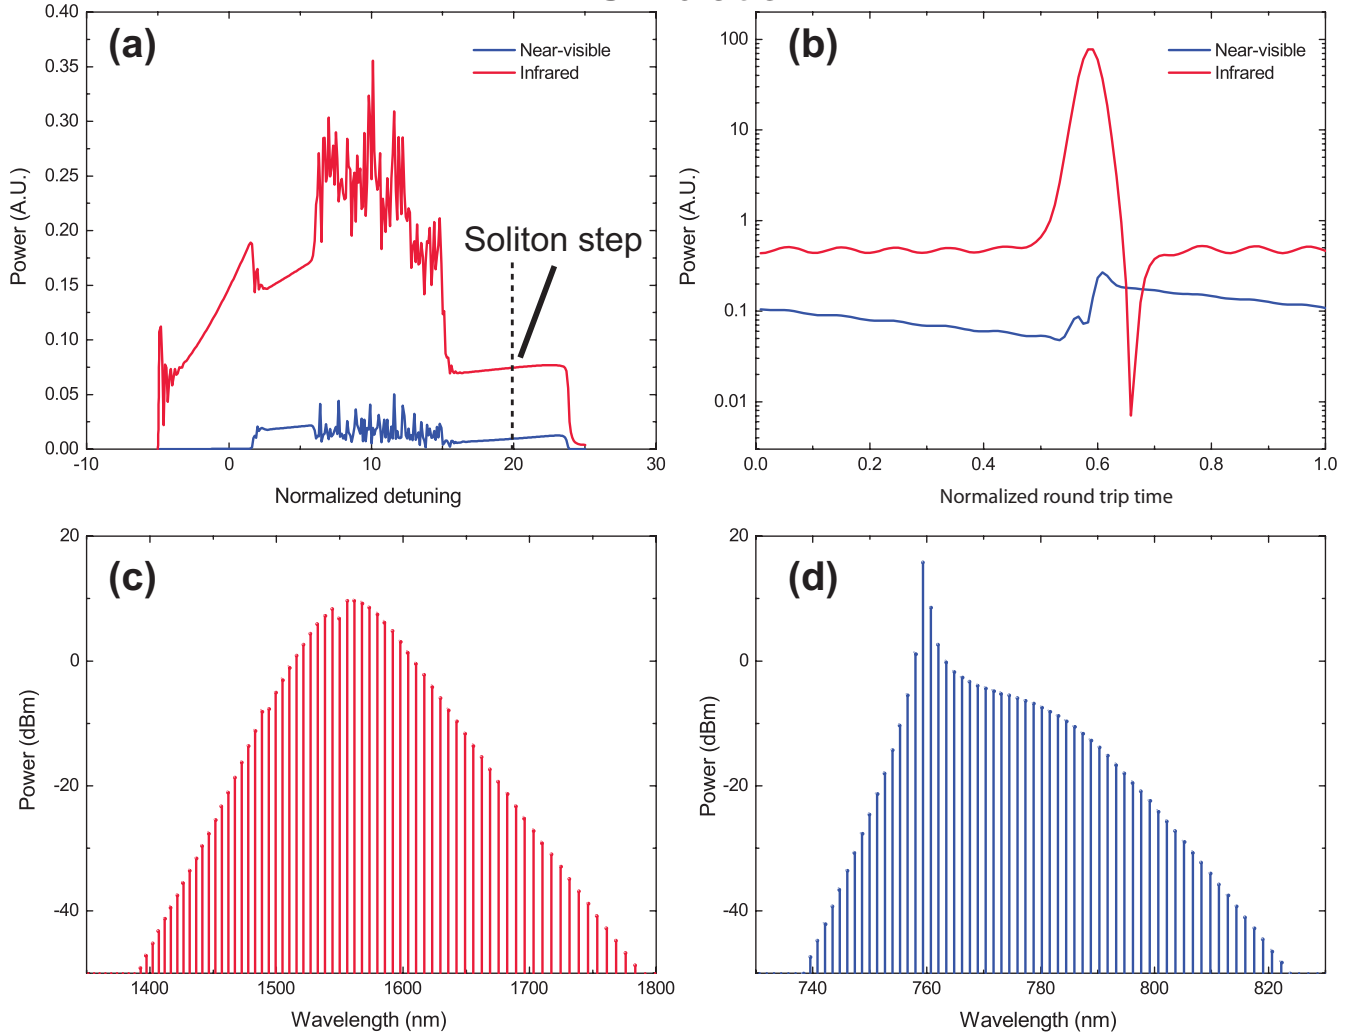 (a)
Near-visible
Infrared
Soliton step
0.40
0.35
0.30
0.25
0.20
0.15
0.10
0.05
0.00
Power (A.U.)
-10
0
10
20
30
Normalized detuning
(b)
Near-visible
Infrared
100
10
1
0.1
0.01
Power (A.U.)
0.0
0.2
0.4
0.6
0.8
1.0
Normalized round trip time
(c)
20
0
-20
-40
Power (dBm)
1400
1500
1600
1700
1800
Wavelength (nm)
(d)
20
0
-20
-40
Power (dBm)
740
760
780
800
820
Wavelength (nm)